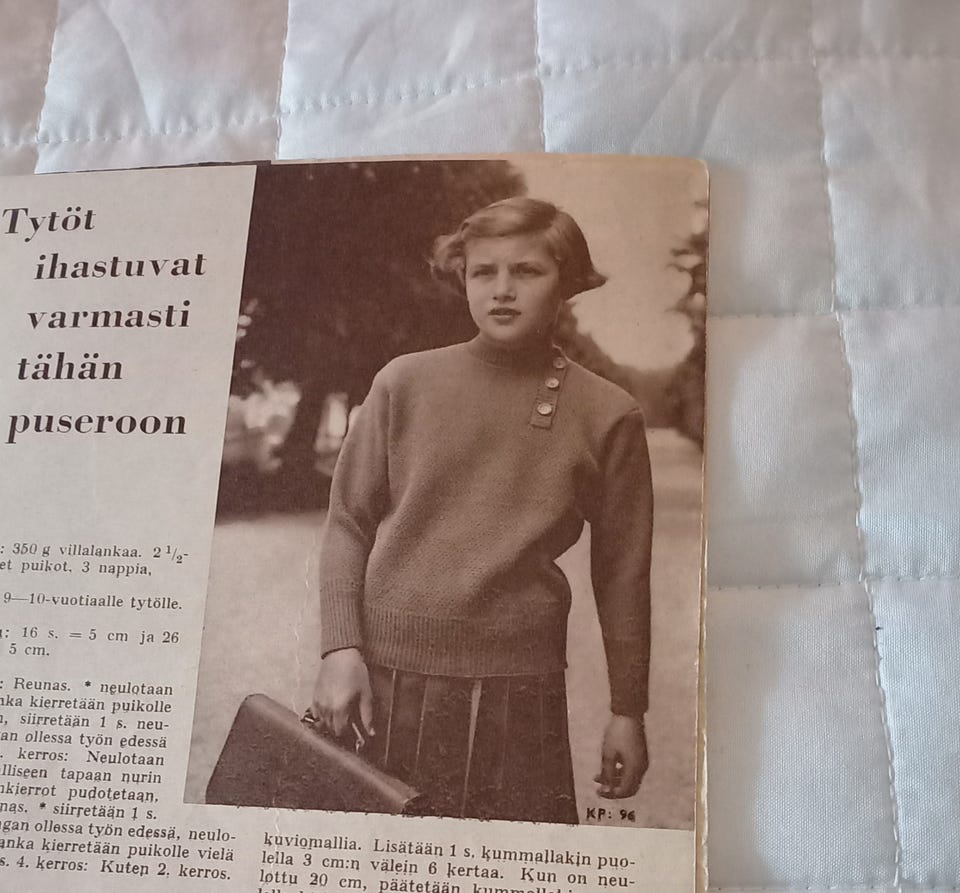 Tytöt
ihastuvat
varmasti
tähän
puseroon
: 350 g villalankaa. 2 1/2-
et puikot, 3 nappia,
9—10-vuotiaalle tytölle.
: 16 s. = 5 cm ja 26
5 cm.
: Reunas. * neulotaan
nka kierretään puikolle
, siirretään 1 s. neu-
an ollessa työn edessä
. kerros: Neulotaan
lliseen tapaan nurin
nkierrot pudotetaan,
nas. * siirretään 1 s.
ngan ollessa työn edessä, neulo-
anka kierretään puikolle vielä
s. 4. kerros: Kuten 2. kerros.
KP: 96
kuviomallia. Lisätään 1 s. kummallakin puo-
lella 3 cm:n välein 6 kertaa. Kun on neu-
lottu 20 cm, päätetään kummallaki